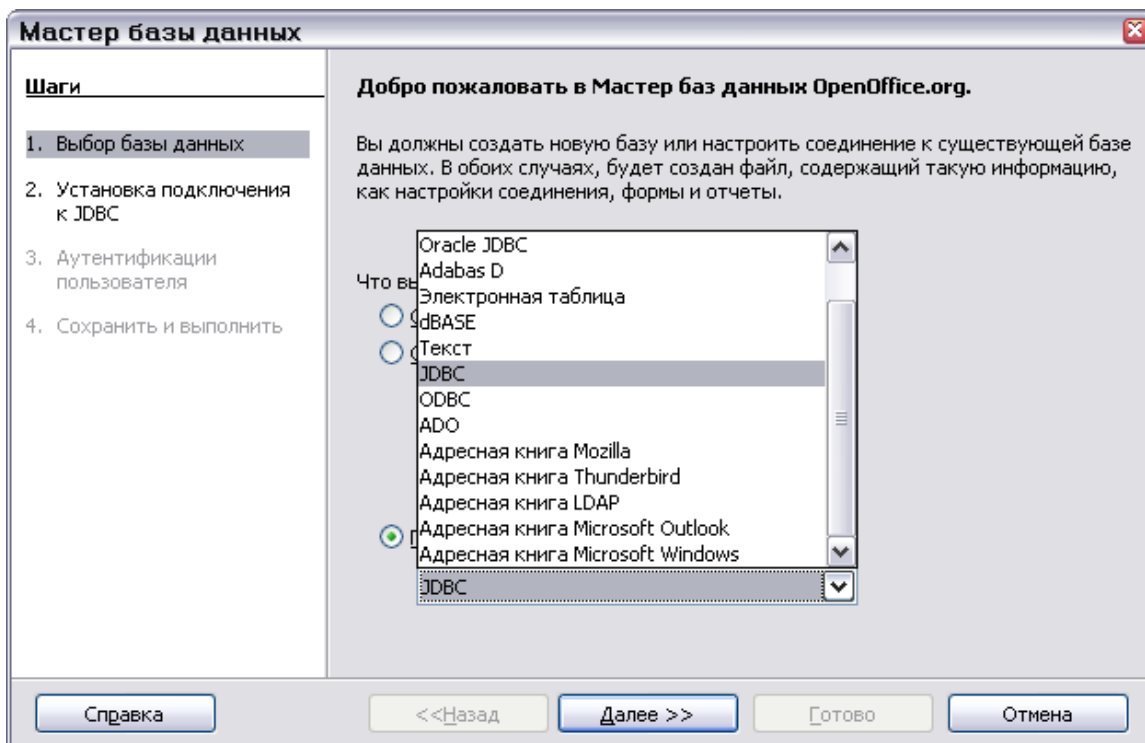 Мастер базы данных
Шаги
1. Выбор базы данных
2. Установка подключения
к JDBC
3. Аутентификации
пользователя
4. Сохранить и выполнить
Добро пожаловать в Мастер баз данных OpenOffice.org.
Вы должны создать новую базу или настроить соединение к существующей базе
данных. В обоих случаях, будет создан файл, содержащий такую информацию,
как настройки соединения, формы и отчеты.
Что
Oracle JDBC
Adabas D
Электронная таблица
dBASE
Текст
JDBC
ODBC
ADO
Адресная книга Mozilla
Адресная книга Thunderbird
Адресная книга LDAP
Адресная книга Microsoft Outlook
Адресная книга Microsoft Windows
JDBC
Справка
<<Назад
Далее >>
Готово
Отмена